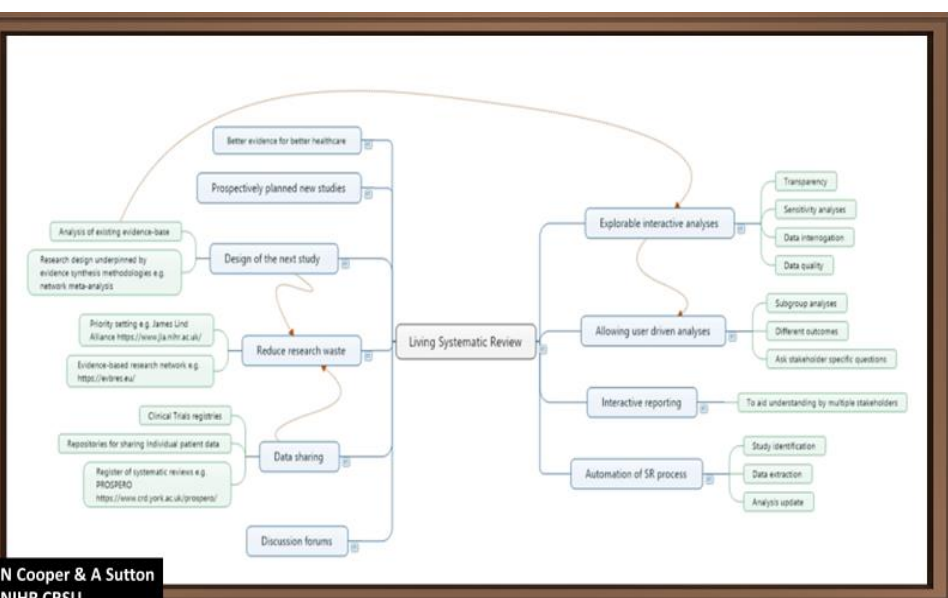 Better evidence for better healthcare
Prospectively planned new studies
Analysis of existing evidence-base
Research design underpinned by
evidence synthesis methodologies e.g.
network meta-analysis
Design of the next study
Priority setting e.g. James Lind
Alliance https://www.jla.nihr.ac.uk/
Evidence-based research network e.g.
https://evbres.eu/
Reduce research waste
Clinical Trials registries
Repositories for sharing Individual patient data
Register of systematic reviews e.g.
PROSPERO
https://www.crd.york.ac.uk/prospero/
Data sharing
Discussion forums
Living Systematic Review
Explorable interactive analyses
Transparency
Sensitivity analyses
Data interrogation
Data quality
Allowing user driven analyses
Subgroup analyses
Different outcomes
Ask stakeholder specific questions
Interactive reporting
To aid understanding by multiple stakeholders
Automation of SR process
Study identification
Data extraction
Analysis update
N Cooper & A Sutton
NIHR CRSU